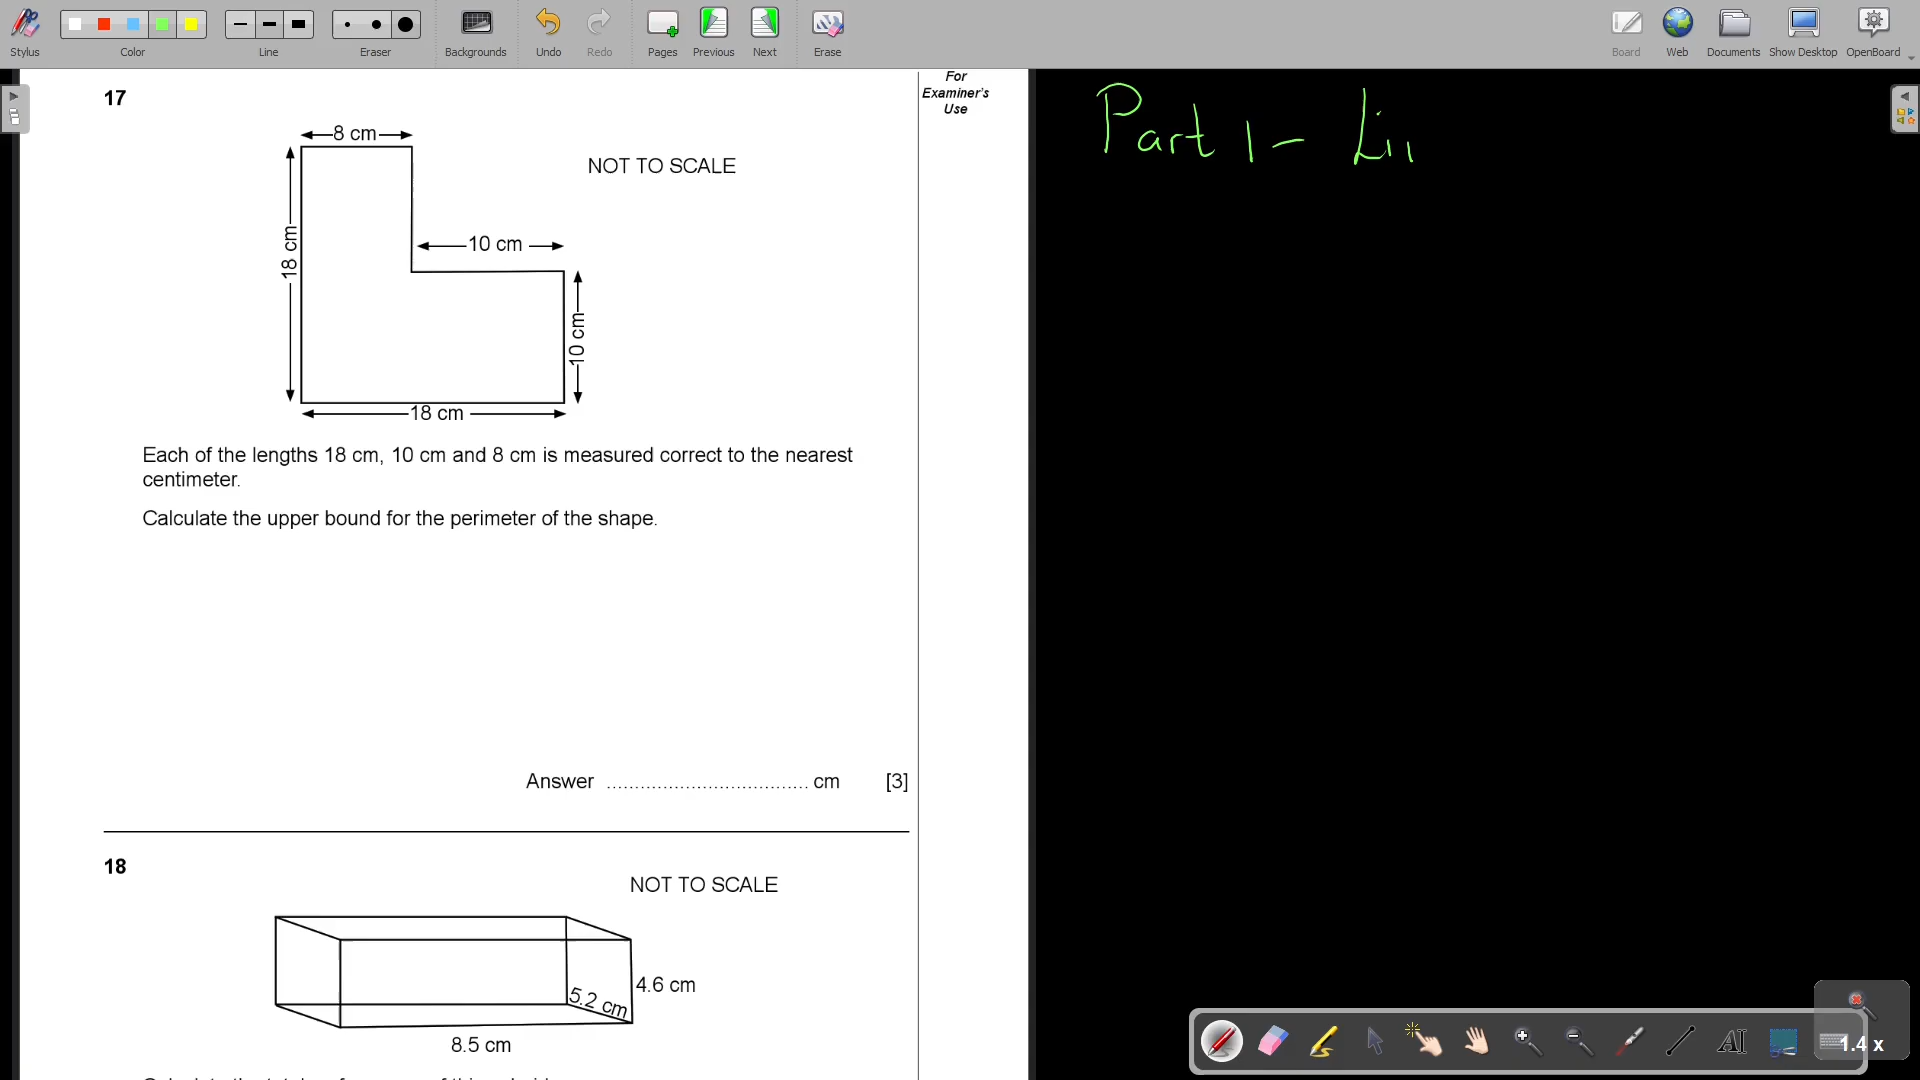 Stylus Color Line Eraser Backgrounds Undo Redo Pages Previous Next Erase Board Web Documents Show Desktop OpenBoard
For
Examiner's
Use
17
8 cm
NOT TO SCALE
18 cm
10 cm
10 cm
18 cm
Each of the lengths 18 cm, 10 cm and 8 cm is measured correct to the nearest
centimeter.
Calculate the upper bound for the perimeter of the shape.
Answer .................................... cm [3]
18
NOT TO SCALE
4.6 cm
5.2 cm
8.5 cm
Part 1 -
1.4 x